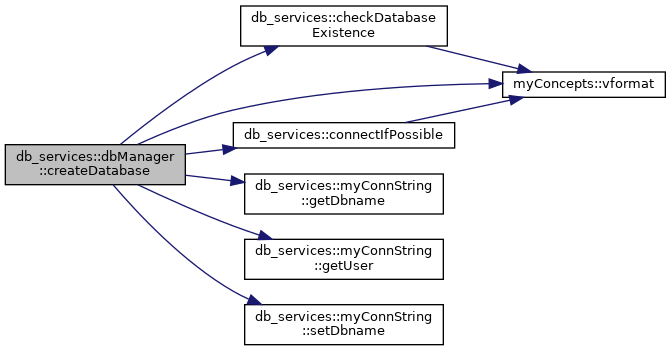 db_services::checkDatabase
Existence
myConcepts::vformat
db_services::connectIfPossible
db_services::dbManager
::createDatabase
db_services::myConnString
::getDbname
db_services::myConnString
::getUser
db_services::myConnString
::setDbname